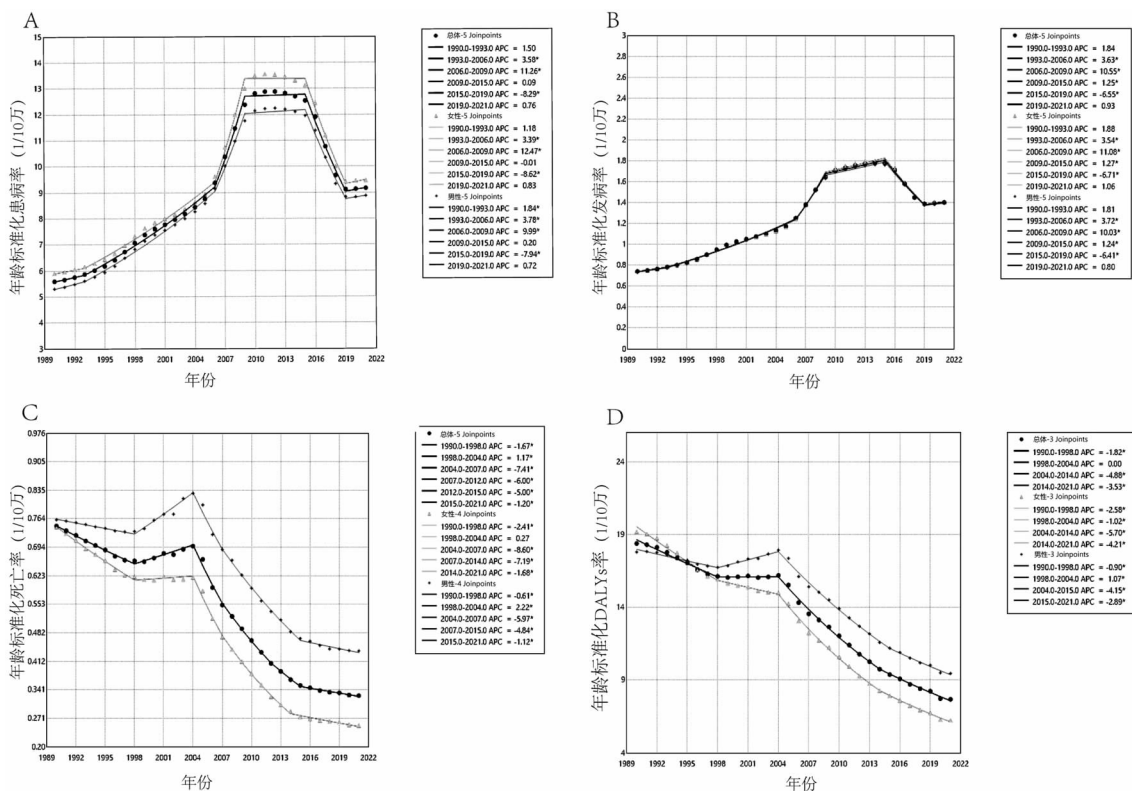 A
年龄标准化患病率（1/10万）
15
14
13
12
11
10
9
8
7
6
5
4
3
1989 1992 1995 1998 2001 2004 2007 2010 2013 2016 2019 2022
年份
总体-5 Joinpoints
1990.0-1993.0 APC = 1.50
1993.0-2006.0 APC = 3.58*
2006.0-2009.0 APC = 11.26*
2009.0-2015.0 APC = 0.09
2015.0-2019.0 APC = -8.29*
2019.0-2021.0 APC = 0.76
女性-5 Joinpoints
1990.0-1993.0 APC = 1.18
1993.0-2006.0 APC = 3.39*
2006.0-2009.0 APC = 12.47*
2009.0-2015.0 APC = -0.01
2015.0-2019.0 APC = -8.62*
2019.0-2021.0 APC = 0.83
男性-5 Joinpoints
1990.0-1993.0 APC = 1.84*
1993.0-2006.0 APC = 3.78*
2006.0-2009.0 APC = 9.99*
2009.0-2015.0 APC = 0.20
2015.0-2019.0 APC = -7.94*
2019.0-2021.0 APC = 0.72
B
年龄标准化发病率（1/10万）
3
2.8
2.6
2.4
2.2
2
1.8
1.6
1.4
1.2
1
0.8
0.6
0.4
0.2
0
1989 1992 1995 1998 2001 2004 2007 2010 2013 2016 2019 2022
年份
总体-5 Joinpoints
1990.0-1993.0 APC = 1.84
1993.0-2006.0 APC = 3.63*
2006.0-2009.0 APC = 10.55*
2009.0-2015.0 APC = 1.25*
2015.0-2019.0 APC = -6.55*
2019.0-2021.0 APC = 0.93
女性-5 Joinpoints
1990.0-1993.0 APC = 1.88
1993.0-2006.0 APC = 3.54*
2006.0-2009.0 APC = 11.08*
2009.0-2015.0 APC = 1.27*
2015.0-2019.0 APC = -6.71*
2019.0-2021.0 APC = 1.06
男性-5 Joinpoints
1990.0-1993.0 APC = 1.81
1993.0-2006.0 APC = 3.72*
2006.0-2009.0 APC = 10.03*
2009.0-2015.0 APC = 1.24*
2015.0-2019.0 APC = -6.41*
2019.0-2021.0 APC = 0.80
C
年龄标准化死亡率（1/10万）
0.976
0.905
0.835
0.764
0.694
0.623
0.553
0.482
0.412
0.341
0.271
0.20
1989 1992 1995 1998 2001 2004 2007 2010 2013 2016 2019 2022
年份
总体-5 Joinpoints
1990.0-1998.0 APC = -1.67*
1998.0-2004.0 APC = 1.17*
2004.0-2007.0 APC = -7.41*
2007.0-2012.0 APC = -6.00*
2012.0-2015.0 APC = -5.00*
2015.0-2021.0 APC = -1.20*
女性-4 Joinpoints
1990.0-1998.0 APC = -2.41*
1998.0-2004.0 APC = 0.27
2004.0-2007.0 APC = -8.60*
2007.0-2014.0 APC = -7.19*
2014.0-2021.0 APC = -1.68*
男性-4 Joinpoints
1990.0-1998.0 APC = -0.61*
1998.0-2004.0 APC = 2.22*
2004.0-2007.0 APC = -5.97*
2007.0-2015.0 APC = -4.84*
2015.0-2021.0 APC = -1.12*
D
年龄标准化DALYs率（1/10万）
24
19
14
9
4
1989 1992 1995 1998 2001 2004 2007 2010 2013 2016 2019 2022
年份
总体-3 Joinpoints
1990.0-1998.0 APC = -1.82*
1998.0-2004.0 APC = 0.00
2004.0-2014.0 APC = -4.88*
2014.0-2021.0 APC = -3.53*
女性-3 Joinpoints
1990.0-1998.0 APC = -2.58*
1998.0-2004.0 APC = -1.02*
2004.0-2014.0 APC = -5.70*
2014.0-2021.0 APC = -4.21*
男性-3 Joinpoints
1990.0-1998.0 APC = -0.90*
1998.0-2004.0 APC = 1.07*
2004.0-2015.0 APC = -4.15*
2015.0-2021.0 APC = -2.89*